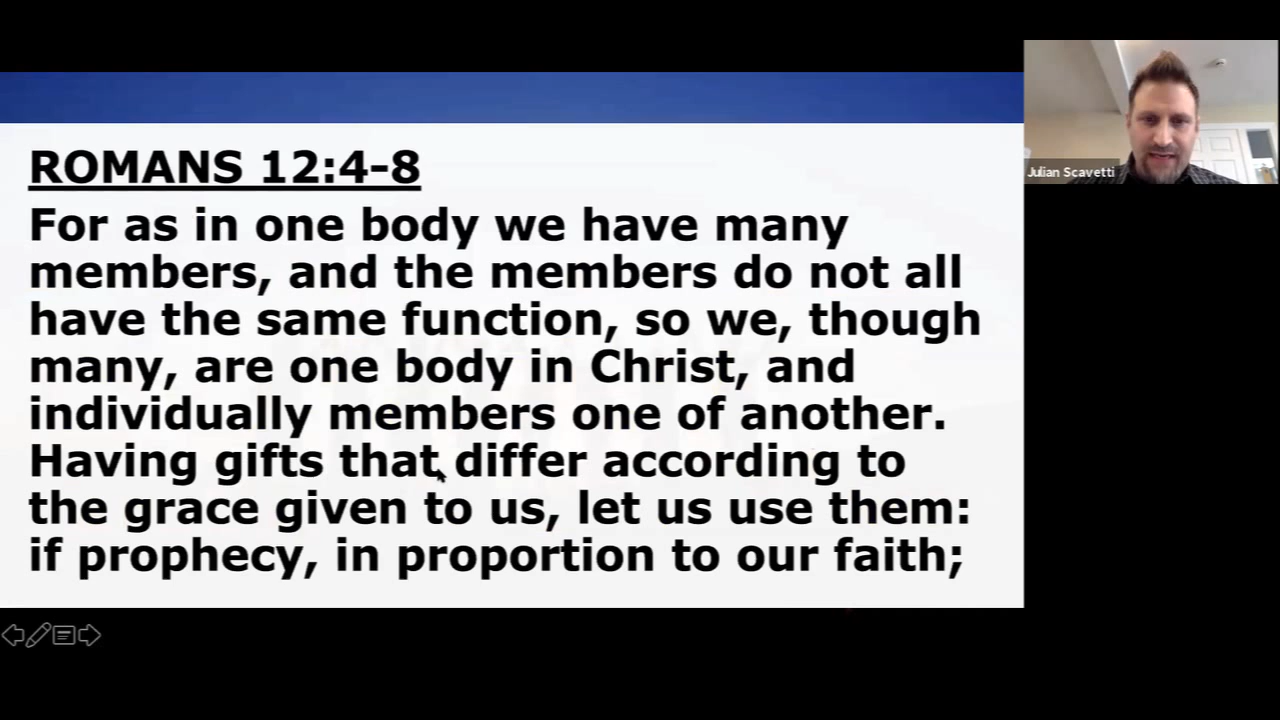 ROMANS 12:4-8
For as in one body we have many
members, and the members do not all
have the same function, so we, though
many, are one body in Christ, and
individually members one of another.
Having gifts that differ according to
the grace given to us, let us use them:
if prophecy, in proportion to our faith;
Julian Scavetti